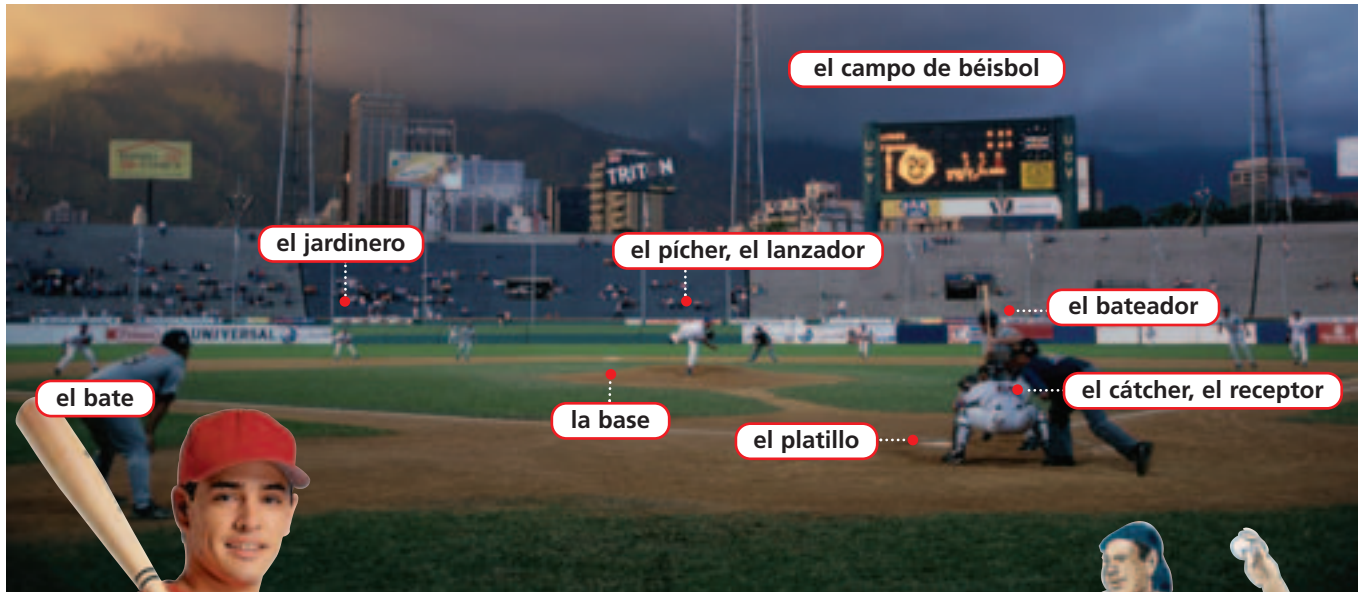 el campo de béisbol
TRITON
el jardinero
el pícher, el lanzador
el bateador
UNIVERSAL
el bate
la base
el cátcher, el receptor
el platillo